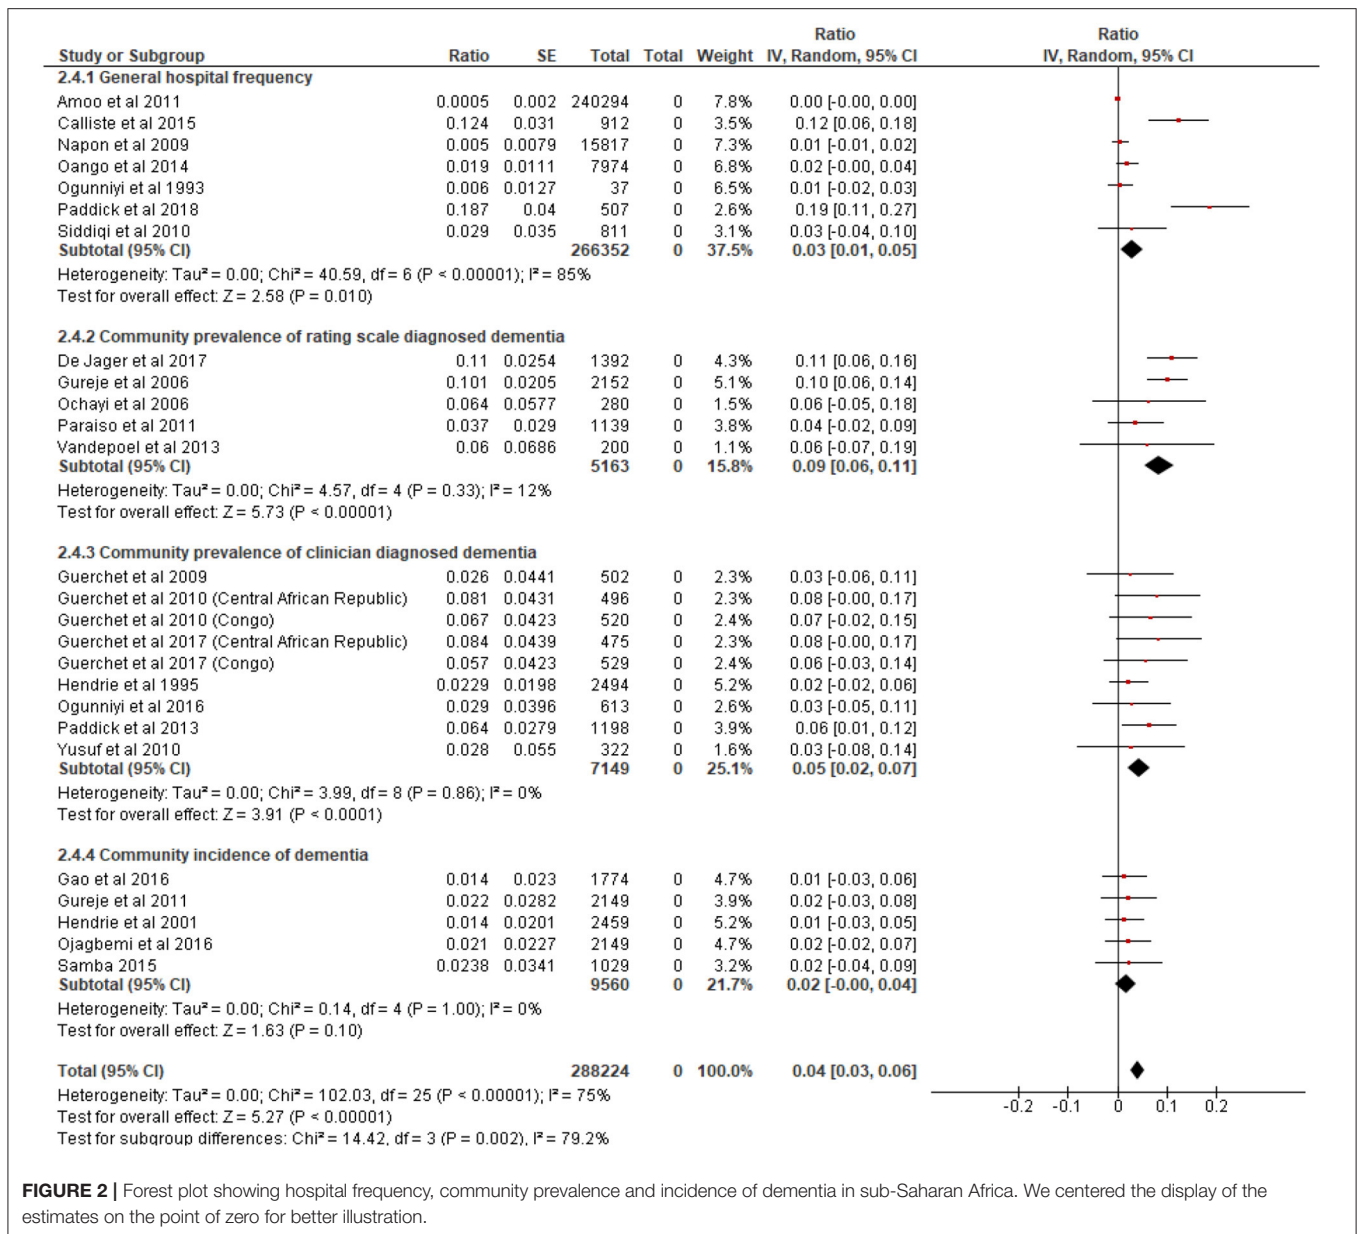 Ratio Ratio
Study or Subgroup Ratio SE Total Total Weight IV, Random, 95% CI IV, Random, 95% CI
2.4.1 General hospital frequency
Amoo et al 2011 0.0005 0.002 240294 0 7.8% 0.00 [-0.00, 0.00]
Calliste et al 2015 0.124 0.031 912 0 3.5% 0.12 [0.06, 0.18]
Napon et al 2009 0.005 0.0079 15817 0 7.3% 0.01 [-0.01, 0.02]
Oango et al 2014 0.019 0.0111 7974 0 6.8% 0.02 [-0.00, 0.04]
Ogunniyi et al 1993 0.006 0.0127 37 0 6.5% 0.01 [-0.02, 0.03]
Paddick et al 2018 0.187 0.04 507 0 2.6% 0.19 [0.11, 0.27]
Siddiqi et al 2010 0.029 0.035 811 0 3.1% 0.03 [-0.04, 0.10]
Subtotal (95% CI) 266352 0 37.5% 0.03 [0.01, 0.05]
Heterogeneity: Tau² = 0.00; Chi² = 40.59, df = 6 (P < 0.00001); I² = 85%
Test for overall effect: Z = 2.58 (P = 0.010)
2.4.2 Community prevalence of rating scale diagnosed dementia
De Jager et al 2017 0.11 0.0254 1392 0 4.3% 0.11 [0.06, 0.16]
Gureje et al 2006 0.101 0.0205 2152 0 5.1% 0.10 [0.06, 0.14]
Ochayi et al 2006 0.064 0.0577 280 0 1.5% 0.06 [-0.05, 0.18]
Paraiso et al 2011 0.037 0.029 1139 0 3.8% 0.04 [-0.02, 0.09]
Vandepoel et al 2013 0.06 0.0686 200 0 1.1% 0.06 [-0.07, 0.19]
Subtotal (95% CI) 5163 0 15.8% 0.09 [0.06, 0.11]
Heterogeneity: Tau² = 0.00; Chi² = 4.57, df = 4 (P = 0.33); I² = 12%
Test for overall effect: Z = 5.73 (P < 0.00001)
2.4.3 Community prevalence of clinician diagnosed dementia
Guerchet et al 2009 0.026 0.0441 502 0 2.3% 0.03 [-0.06, 0.11]
Guerchet et al 2010 (Central African Republic) 0.081 0.0431 496 0 2.3% 0.08 [-0.00, 0.17]
Guerchet et al 2010 (Congo) 0.067 0.0423 520 0 2.4% 0.07 [-0.02, 0.15]
Guerchet et al 2017 (Central African Republic) 0.084 0.0439 475 0 2.3% 0.08 [-0.00, 0.17]
Guerchet et al 2017 (Congo) 0.057 0.0423 529 0 2.4% 0.06 [-0.03, 0.14]
Hendrie et al 1995 0.0229 0.0198 2494 0 5.2% 0.02 [-0.02, 0.06]
Ogunniyi et al 2016 0.029 0.0396 613 0 2.6% 0.03 [-0.05, 0.11]
Paddick et al 2013 0.064 0.0279 1198 0 3.9% 0.06 [0.01, 0.12]
Yusuf et al 2010 0.028 0.055 322 0 1.6% 0.03 [-0.08, 0.14]
Subtotal (95% CI) 7149 0 25.1% 0.05 [0.02, 0.07]
Heterogeneity: Tau² = 0.00; Chi² = 3.99, df = 8 (P = 0.86); I² = 0%
Test for overall effect: Z = 3.91 (P < 0.0001)
2.4.4 Community incidence of dementia
Gao et al 2016 0.014 0.023 1774 0 4.7% 0.01 [-0.03, 0.06]
Gureje et al 2011 0.022 0.0282 2149 0 3.9% 0.02 [-0.03, 0.08]
Hendrie et al 2001 0.014 0.0201 2459 0 5.2% 0.01 [-0.03, 0.05]
Ojagbemi et al 2016 0.021 0.0227 2149 0 4.7% 0.02 [-0.02, 0.07]
Samba 2015 0.0238 0.0341 1029 0 3.2% 0.02 [-0.04, 0.09]
Subtotal (95% CI) 9560 0 21.7% 0.02 [-0.00, 0.04]
Heterogeneity: Tau² = 0.00; Chi² = 0.14, df = 4 (P = 1.00); I² = 0%
Test for overall effect: Z = 1.63 (P = 0.10)
Total (95% CI) 288224 0 100.0% 0.04 [0.03, 0.06]
Heterogeneity: Tau² = 0.00; Chi² = 102.03, df = 25 (P < 0.00001); I² = 75%
-0.2 -0.1 0 0.1 0.2
Test for overall effect: Z = 5.27 (P < 0.00001)
Test for subgroup differences: Chi² = 14.42, df = 3 (P = 0.002), I² = 79.2%
FIGURE 2 | Forest plot showing hospital frequency, community prevalence and incidence of dementia in sub-Saharan Africa. We centered the display of the
estimates on the point of zero for better illustration.